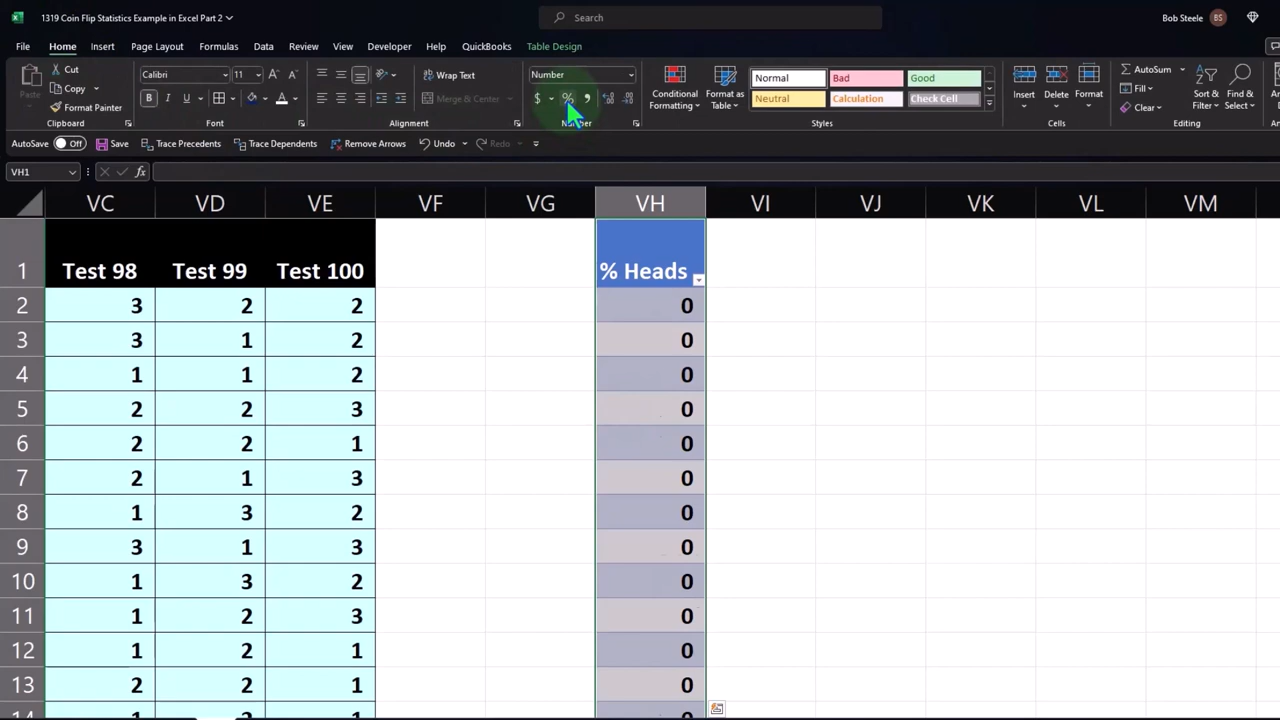 1319 Coin Flip Statistics Example in Excel Part 2
Search
Bob Steele BS
File Home Insert Page Layout Formulas Data Review View Developer Help QuickBooks Table Design
Paste
Cut
Copy
Format Painter
Clipboard
Calibri 11
B I U
Font
Wrap Text
Merge & Center
Alignment
Number
$ % ,
Number
Conditional Formatting
Format as Table
Normal Bad Good
Neutral Calculation Check Cell
Styles
Insert Delete Format
Cells
AutoSum
Fill
Clear
Sort & Filter
Find & Select
Editing
AutoSave Off Save Trace Precedents Trace Dependents Remove Arrows Undo Redo
VH1 fx
VC VD VE VF VG VH VI VJ VK VL VM
1 Test 98 Test 99 Test 100 % Heads
2 3 2 2 0
3 3 1 2 0
4 1 1 2 0
5 2 2 3 0
6 2 2 1 0
7 2 1 3 0
8 1 3 2 0
9 3 1 3 0
10 1 3 2 0
11 1 2 3 0
12 1 2 1 0
13 2 2 1 0